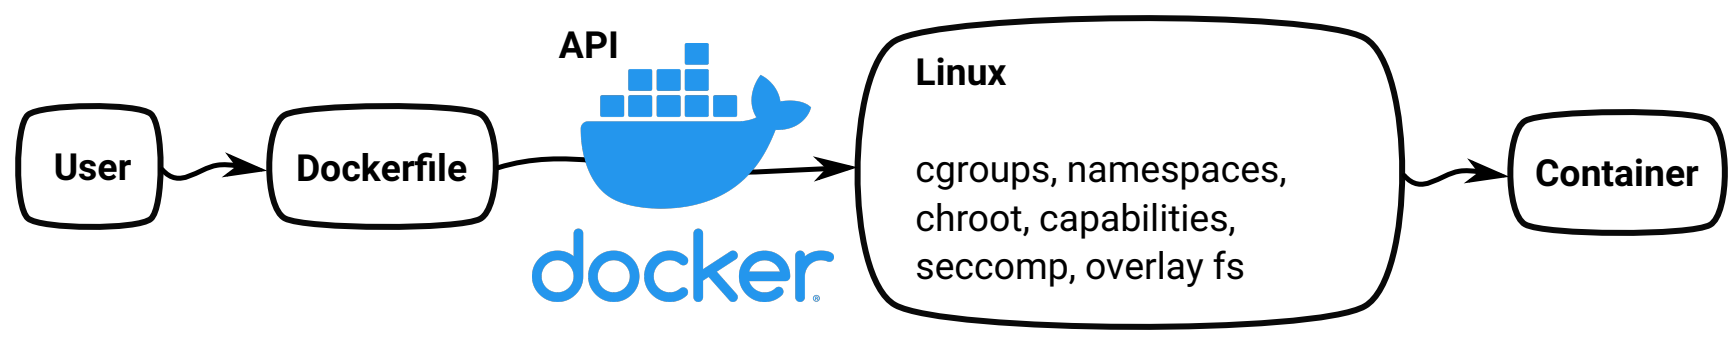 User
Dockerfile
API
docker®
Linux
cgroups, namespaces,
chroot, capabilities,
seccomp, overlay fs
Container